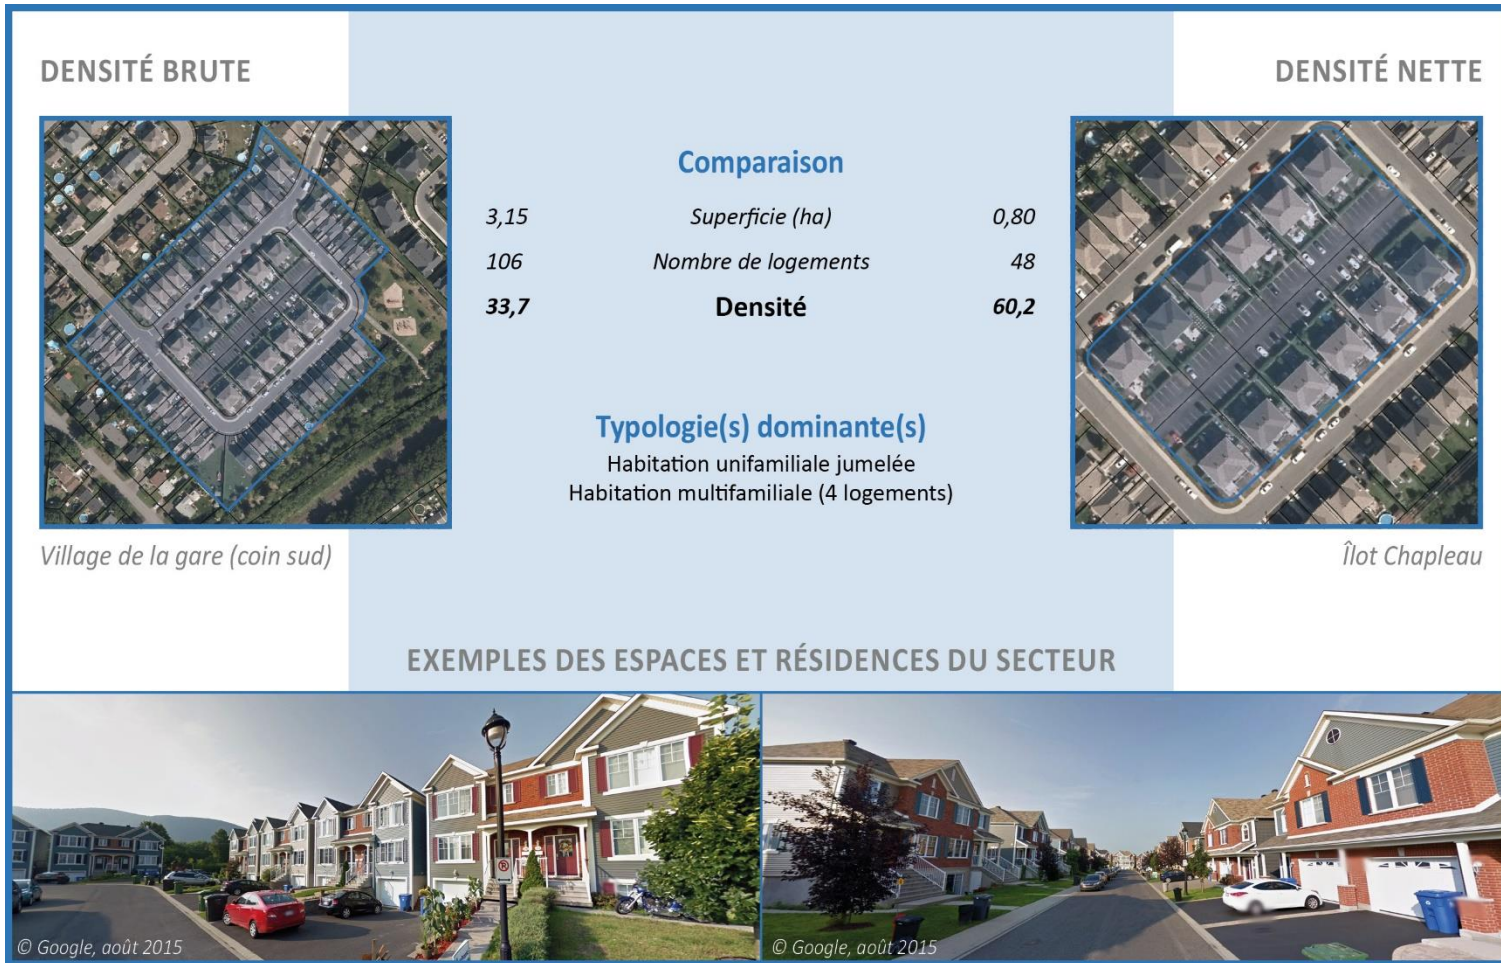 DENSITÉ BRUTE
DENSITÉ NETTE
Comparaison
3,15 Superficie (ha) 0,80
106 Nombre de logements 48
33,7 Densité 60,2
Typologie(s) dominante(s)
Habitation unifamiliale jumelée
Habitation multifamiliale (4 logements)
Village de la gare (coin sud)
Îlot Chapleau
EXEMPLES DES ESPACES ET RÉSIDENCES DU SECTEUR
© Google, août 2015
© Google, août 2015